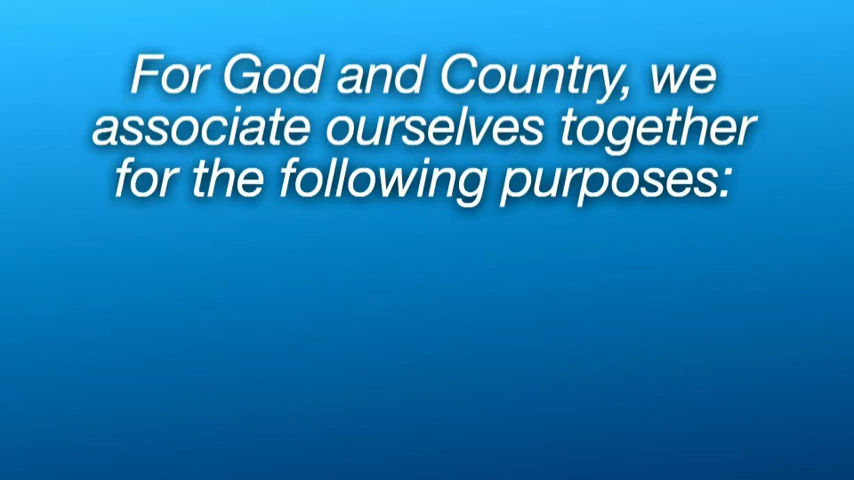 For God and Country, we
associate ourselves together
for the following purposes: